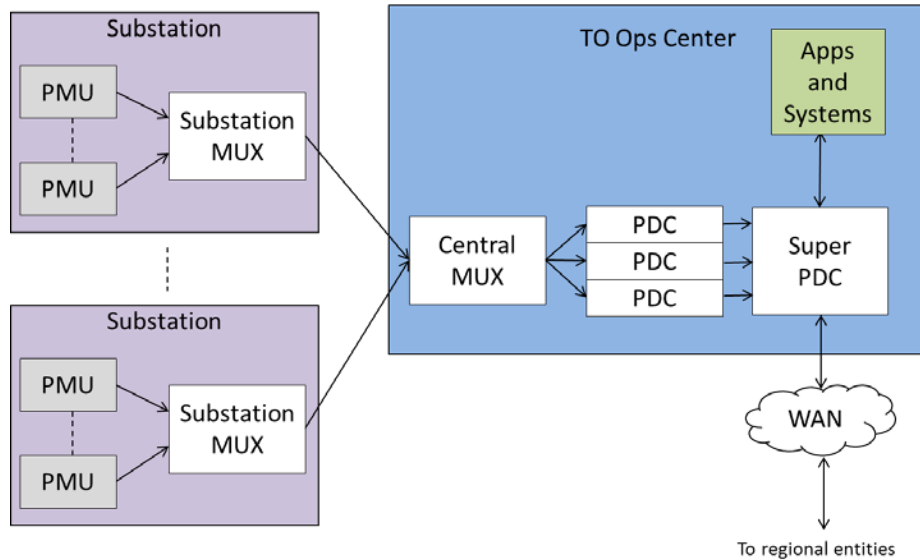 Substation
PMU
PMU
Substation
MUX
Substation
PMU
PMU
Substation
MUX
TO Ops Center
Apps
and
Systems
Central
MUX
PDC
PDC
PDC
Super
PDC
WAN
To regional entities